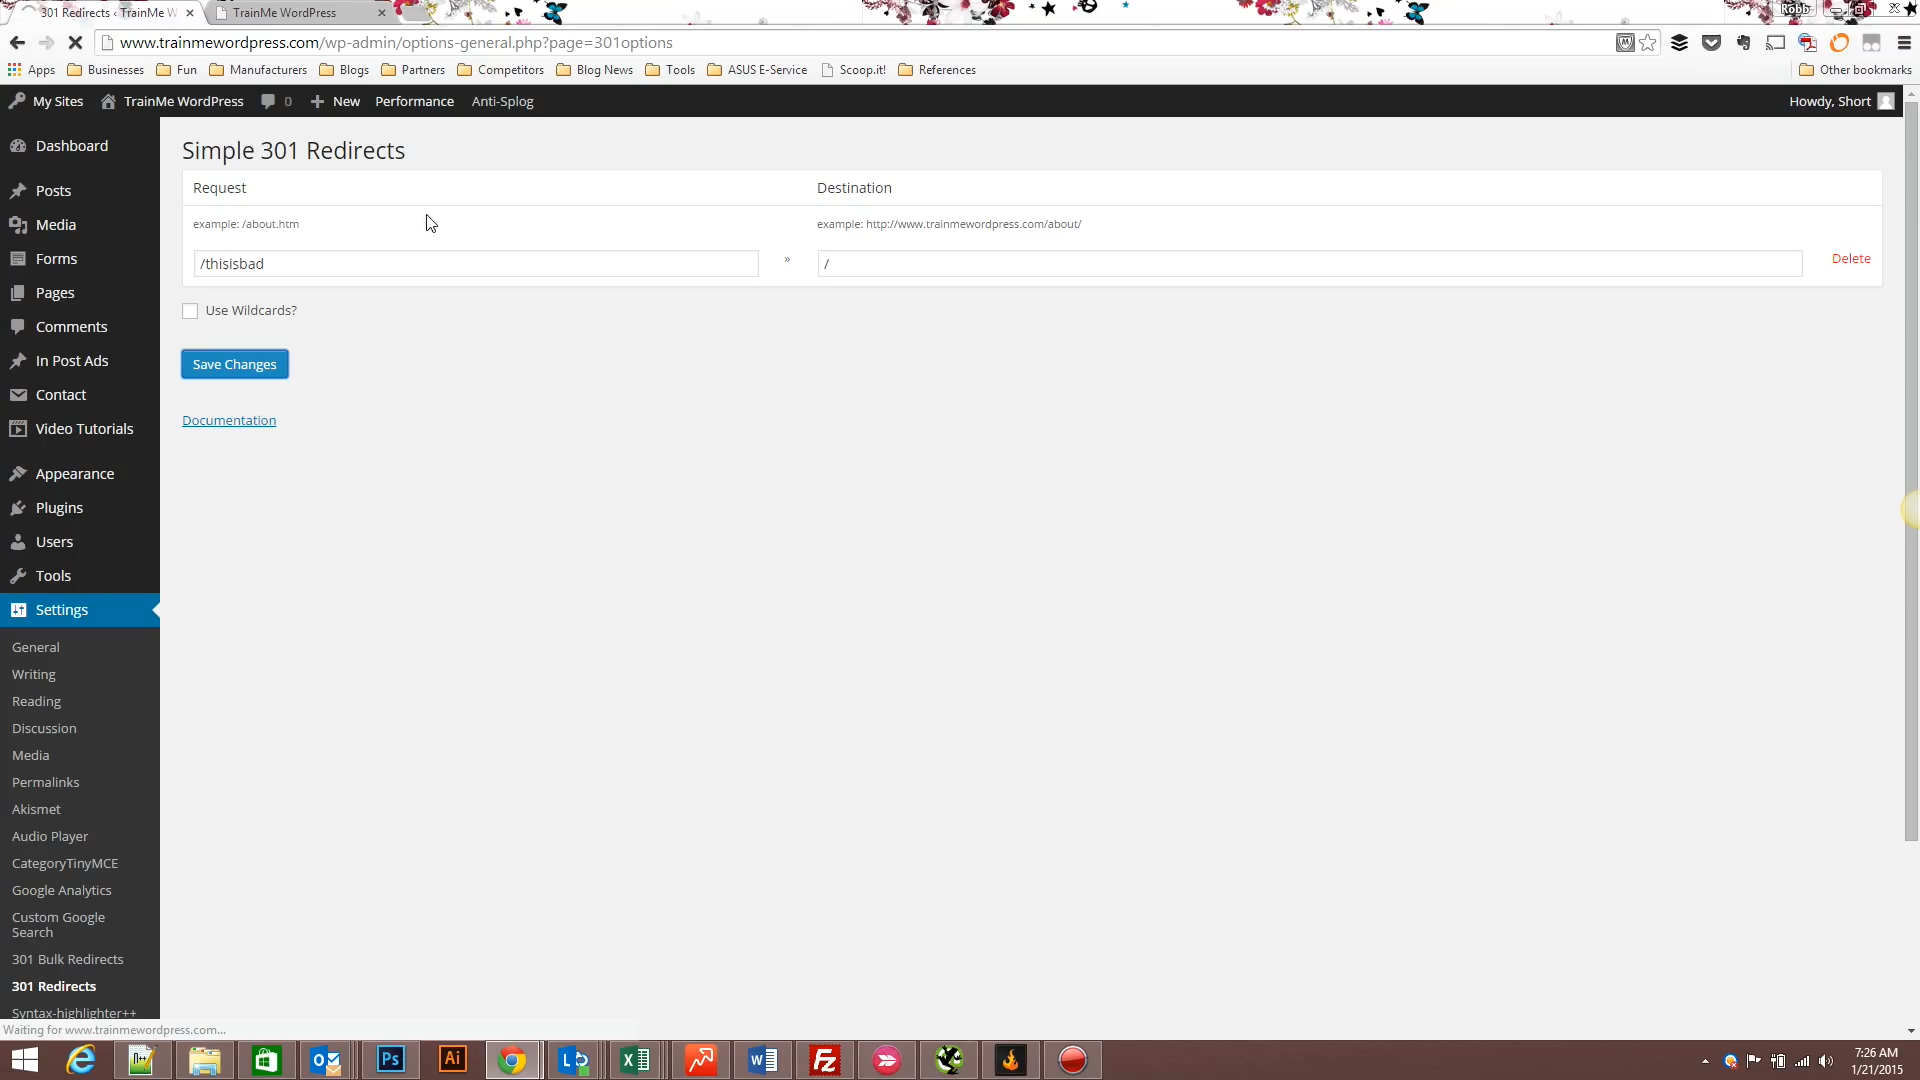 301 Redirects ‹ TrainMe W
TrainMe WordPress
Robb
www.trainmewordpress.com/wp-admin/options-general.php?page=301options
Apps Businesses Fun Manufacturers Blogs Partners Competitors Blog News Tools ASUS E-Service Scoop.it! References Other bookmarks
My Sites TrainMe WordPress 0 New Performance Anti-Splog Howdy, Short
Dashboard
Posts
Media
Forms
Pages
Comments
In Post Ads
Contact
Video Tutorials
Appearance
Plugins
Users
Tools
Settings
General
Writing
Reading
Discussion
Media
Permalinks
Akismet
Audio Player
CategoryTinyMCE
Google Analytics
Custom Google
Search
301 Bulk Redirects
301 Redirects
Syntax-highlighter++
Simple 301 Redirects
Request Destination
example: /about.htm example: http://www.trainmewordpress.com/about/
/thisisbad » / Delete
Use Wildcards?
Save Changes
Documentation
Waiting for www.trainmewordpress.com...
7:26 AM
1/21/2015